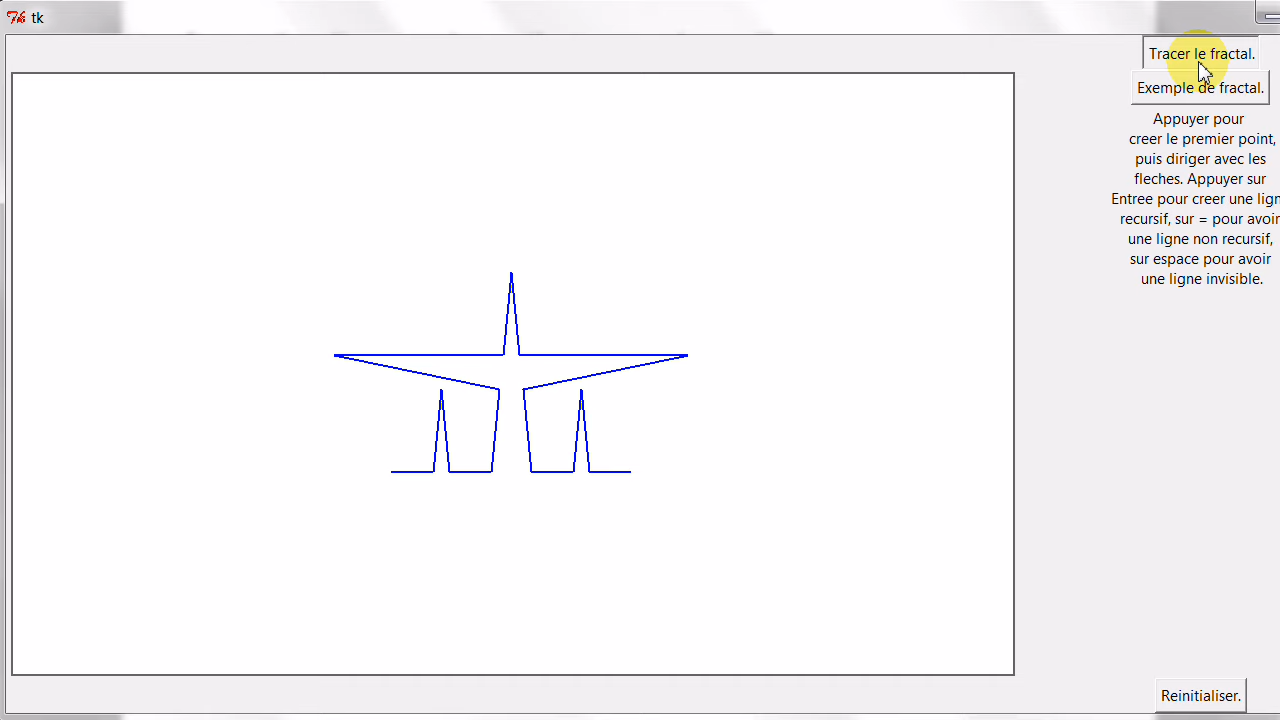 tk
Tracer le fractal.
Exemple de fractal.
Appuyer pour
creer le premier point,
puis diriger avec les
fleches. Appuyer sur
Entree pour creer une lign
recursif, sur = pour avoir
une ligne non recursif,
sur espace pour avoir
une ligne invisible.
Reinitialiser.